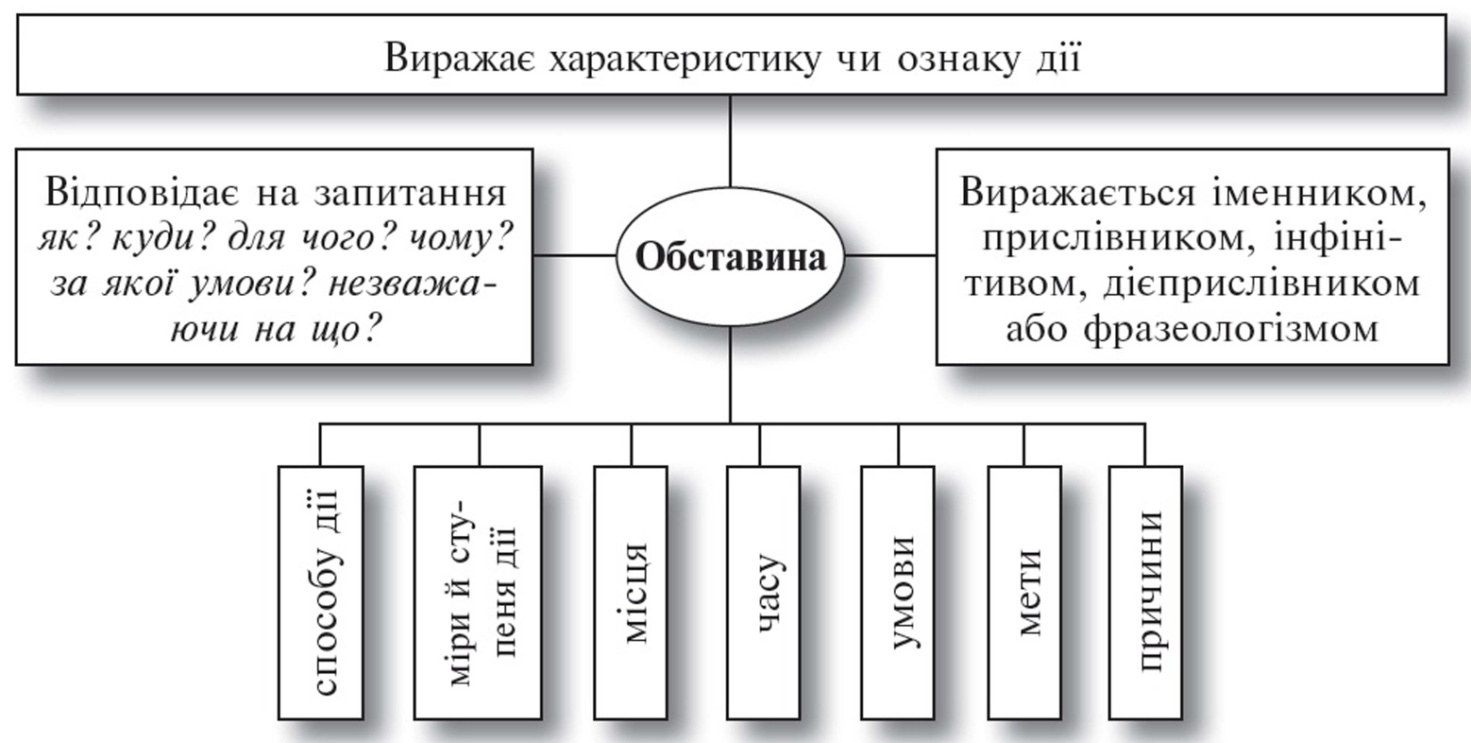 Виражає характеристику чи ознаку дії
Відповідає на запитання
як? куди? для чого? чому?
за якої умови? незважа-
ючи на що?
Обставина
Виражається іменником,
прислівником, інфіні-
тивом, дієприслівником
або фразеологізмом
способу дії
міри й сту-
пеня дії
місця
часу
умови
мети
причини